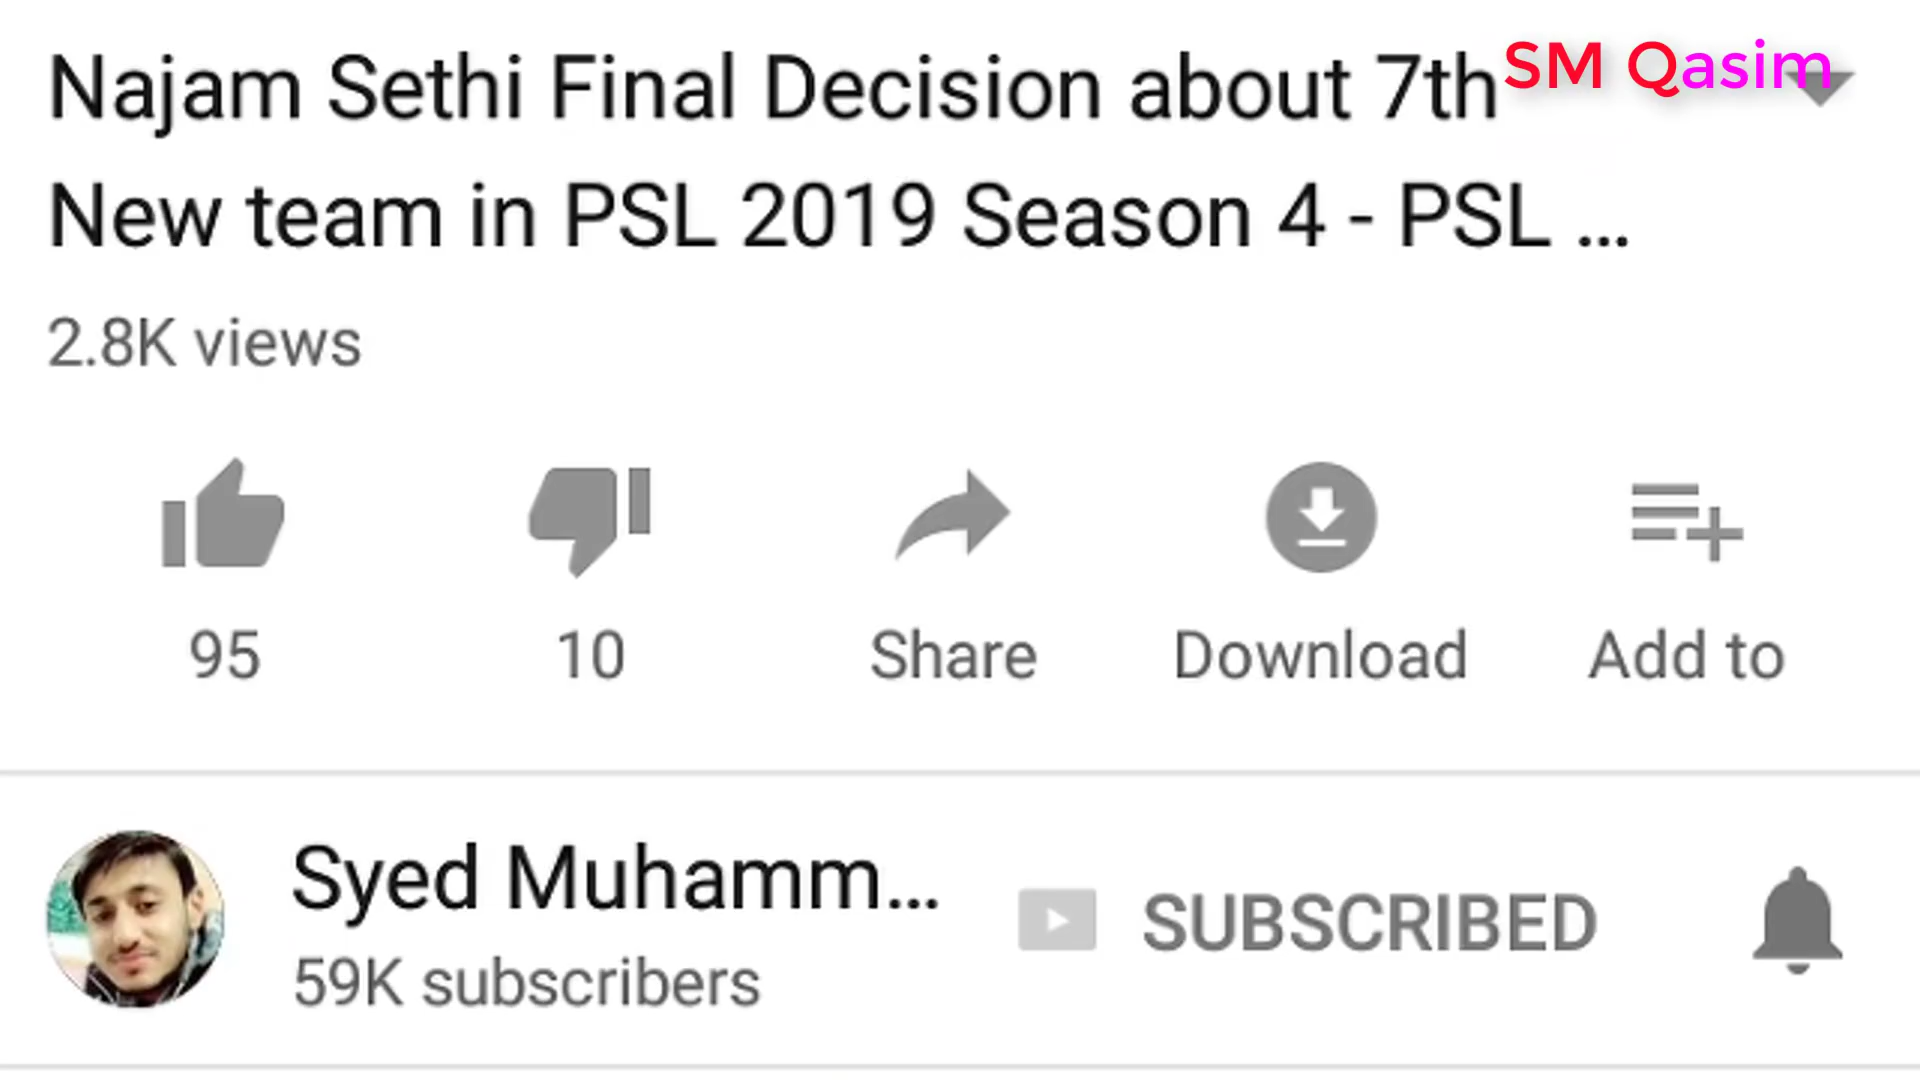 Najam Sethi Final Decision about 7th
SM Qasim
New team in PSL 2019 Season 4 - PSL ...
2.8K views
95
10
Share
Download
Add to
Syed Muhamm...
SUBSCRIBED
59K subscribers